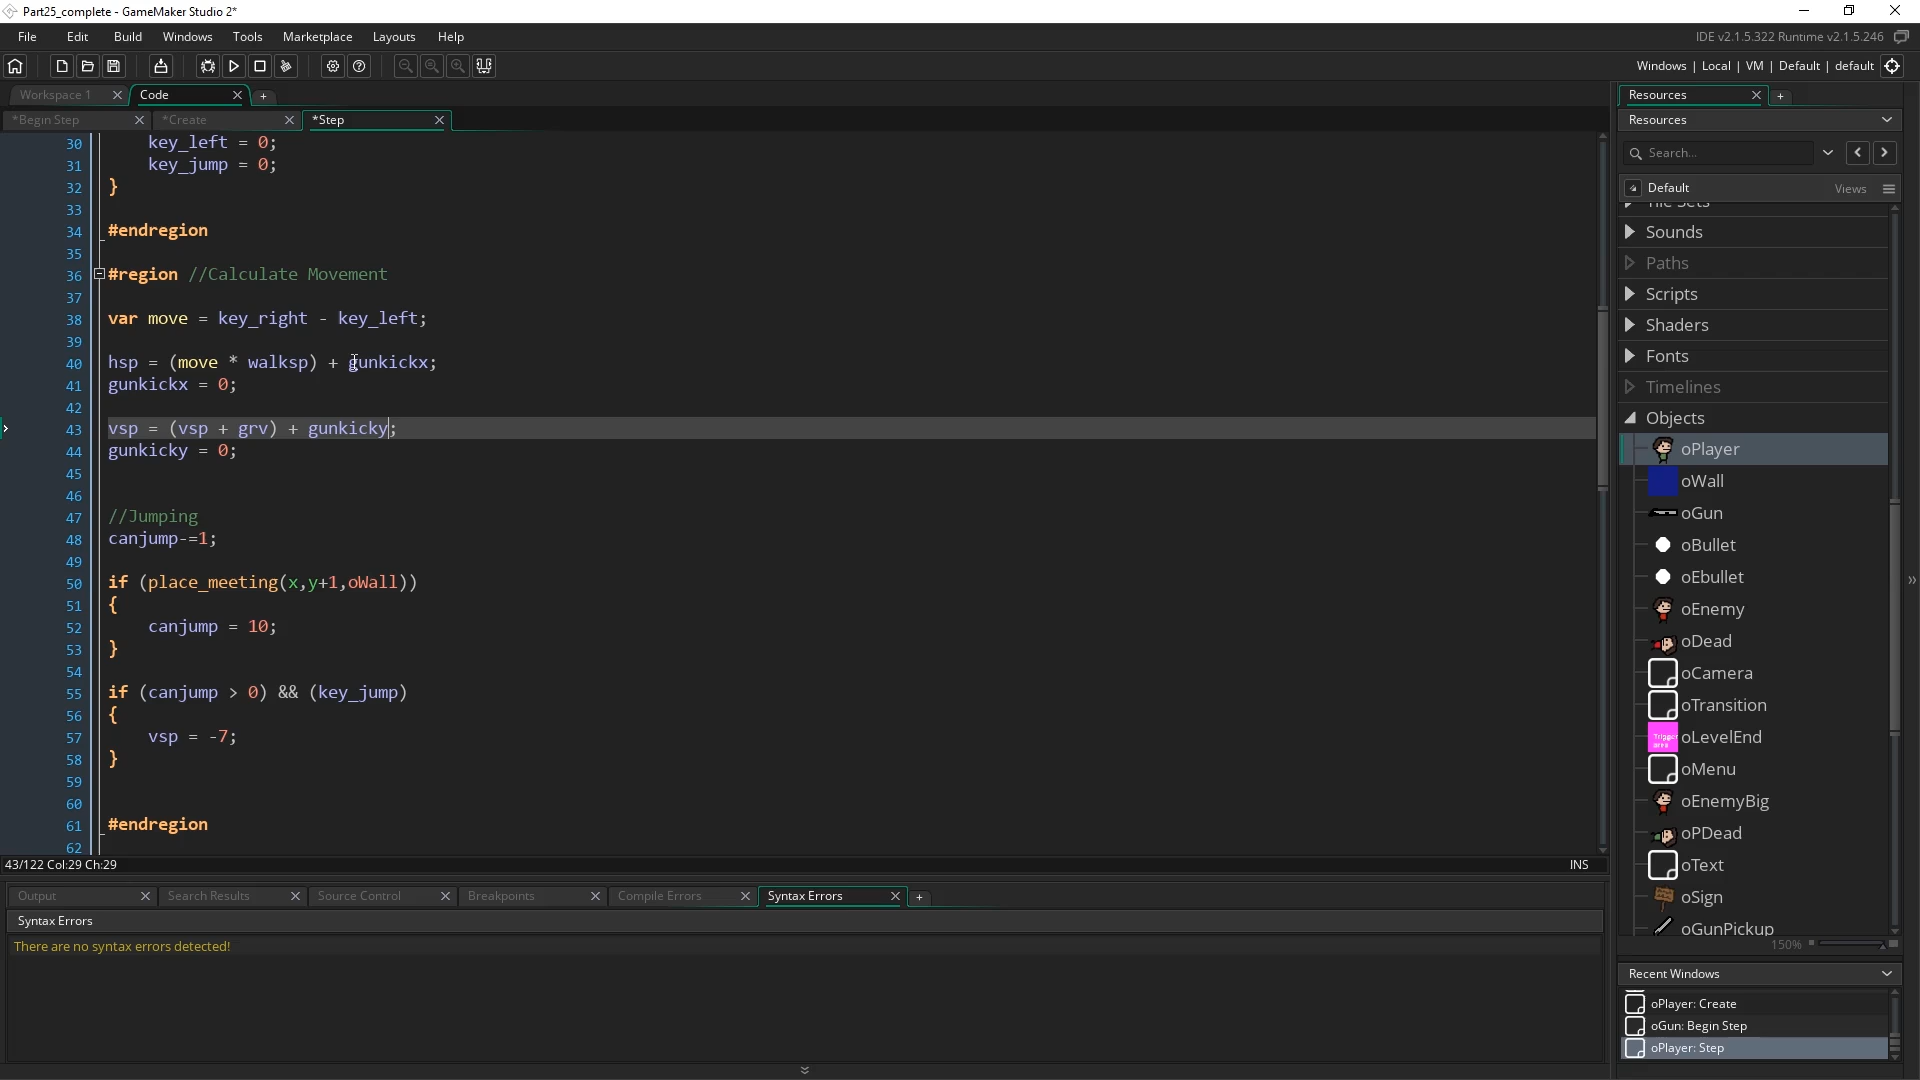 Part25_complete - GameMaker Studio 2*
File Edit Build Windows Tools Marketplace Layouts Help
IDE v2.1.5.322 Runtime v2.1.5.246
Windows | Local | VM | Default | default
Workspace 1
Code
+
*Begin Step
*Create
*Step
30 key_left = 0;
31 key_jump = 0;
32 }
33
34 #endregion
35
36 #region //Calculate Movement
37
38 var move = key_right - key_left;
39
40 hsp = (move * walksp) + gunkickx;
41 gunkickx = 0;
42
43 vsp = (vsp + grv) + gunkicky;
44 gunkicky = 0;
45
46
47 //Jumping
48 canjump-=1;
49
50 if (place_meeting(x,y+1,oWall))
51 {
52 canjump = 10;
53 }
54
55 if (canjump > 0) && (key_jump)
56 {
57 vsp = -7;
58 }
59
60
61 #endregion
62
43/122 Col:29 Ch:29
INS
Output
Search Results
Source Control
Breakpoints
Compile Errors
Syntax Errors
+
Syntax Errors
There are no syntax errors detected!
Resources
+
Resources
Search...
Default
Views
Tile Sets
Sounds
Paths
Scripts
Shaders
Fonts
Timelines
Objects
oPlayer
oWall
oGun
oBullet
oEbullet
oEnemy
oDead
oCamera
oTransition
Trigger
oLevelEnd
oMenu
oEnemyBig
oPDead
oText
oSign
oGunPickup
150%
Recent Windows
oPlayer: Create
oGun: Begin Step
oPlayer: Step